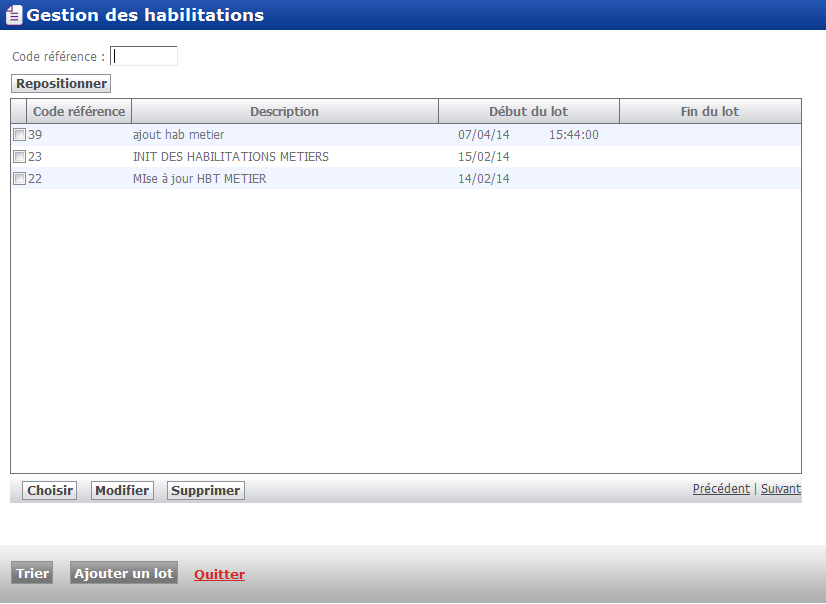 Gestion des habilitations
Code référence :
Repositionner
Code référence Description Début du lot Fin du lot
39 ajout hab metier 07/04/14 15:44:00
23 INIT DES HABILITATIONS METIERS 15/02/14
22 MIse à jour HBT METIER 14/02/14
Choisir Modifier Supprimer Précédent | Suivant
Trier Ajouter un lot Quitter